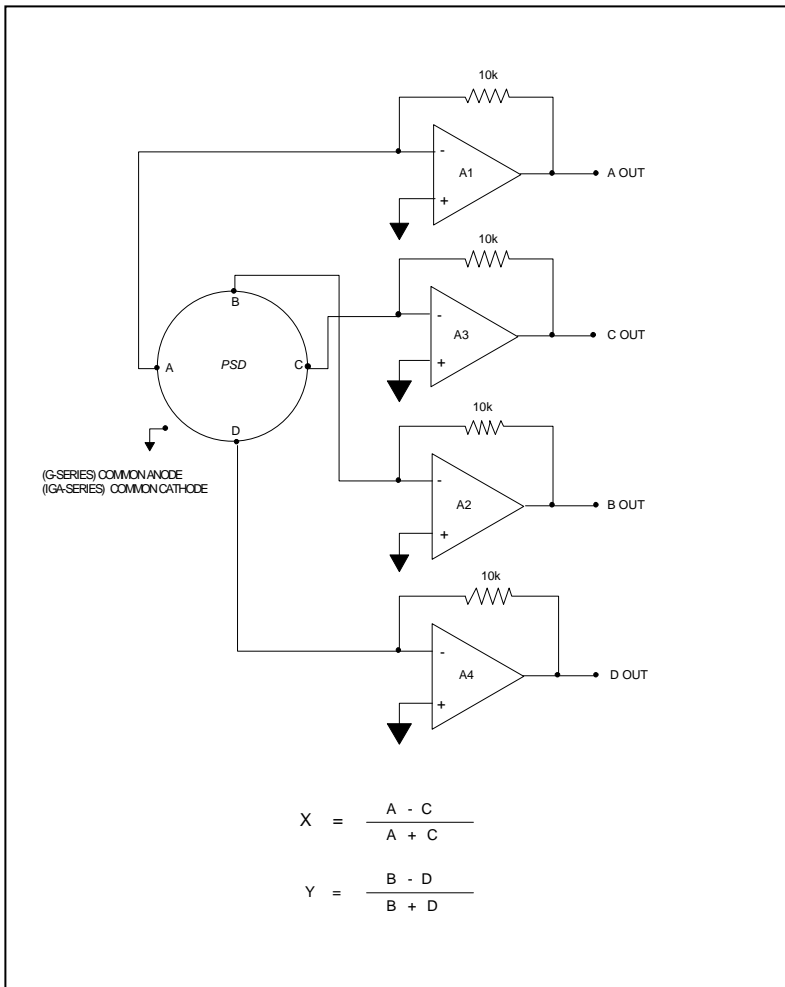 10k
-
A1
+
A OUT
10k
-
A3
+
C OUT
B
A
PSD
C
D
10k
-
A2
+
B OUT
(G-SERIES) COMMON ANODE
(IGA-SERIES) COMMON CATHODE
10k
-
A4
+
D OUT
X = A - C
A + C
Y = B - D
B + D